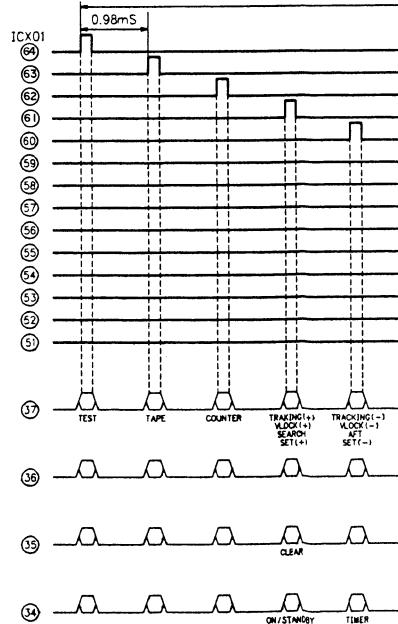 0.98mS
ICX01
64
63
62
61
60
59
58
57
56
55
54
53
52
51
37
TEST
TAPE
COUNTER
TRAKING(+)
VLOCK(+)
SEARCH
SET(+)
TRACKING(-)
VLOCK(-)
AFT
SET(-)
36
35
CLEAR
34
ON/STANDBY
TIMER